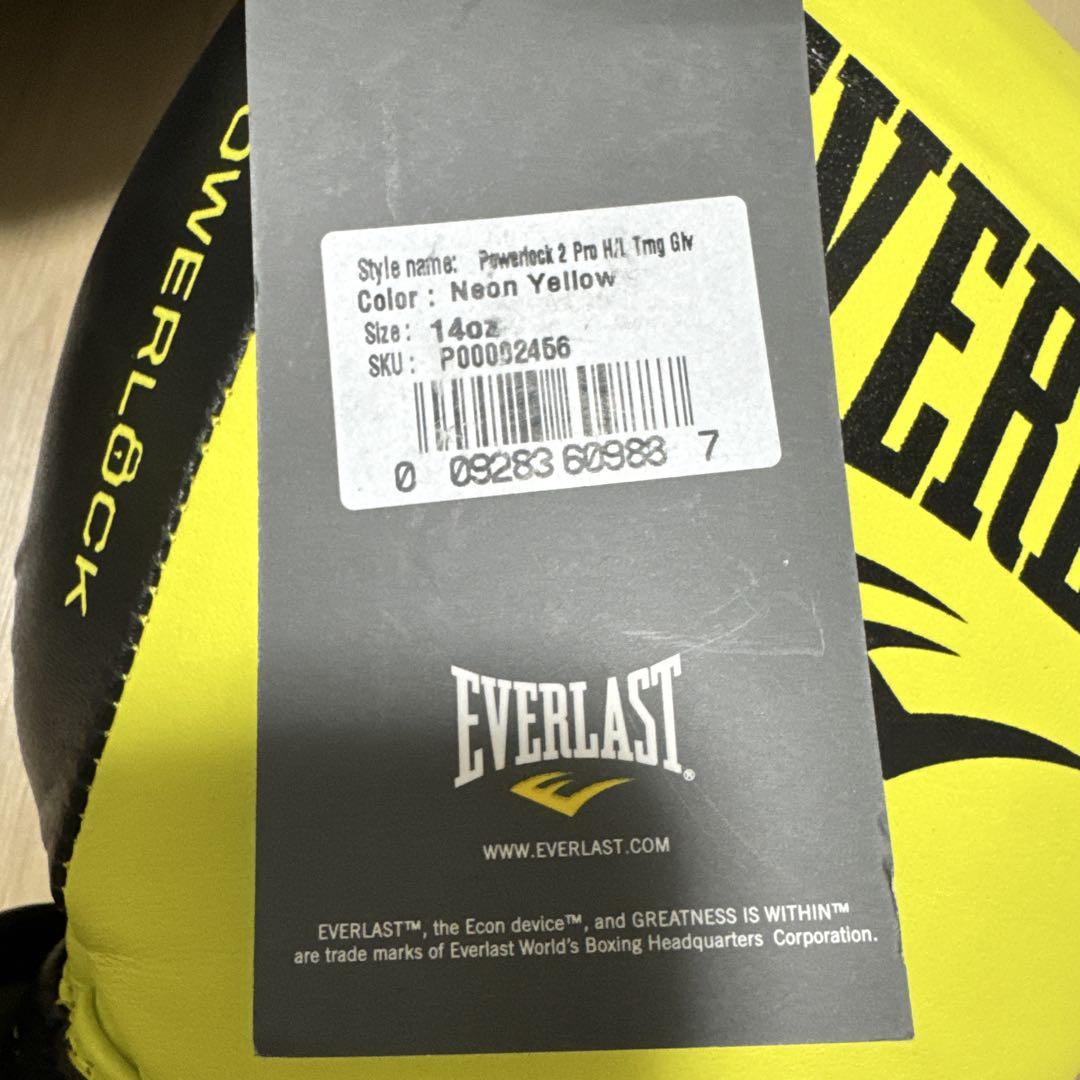 Style name: Powerlock 2 Pro H/L Trng Glv
Color : Neon Yellow
Size : 14oz
SKU : P00002456
0 09283 60983 7
EVERLAST®
WWW.EVERLAST.COM
EVERLAST™, the Econ device™, and GREATNESS IS WITHIN™
are trade marks of Everlast World's Boxing Headquarters Corporation.
OWERLOCK
VERL